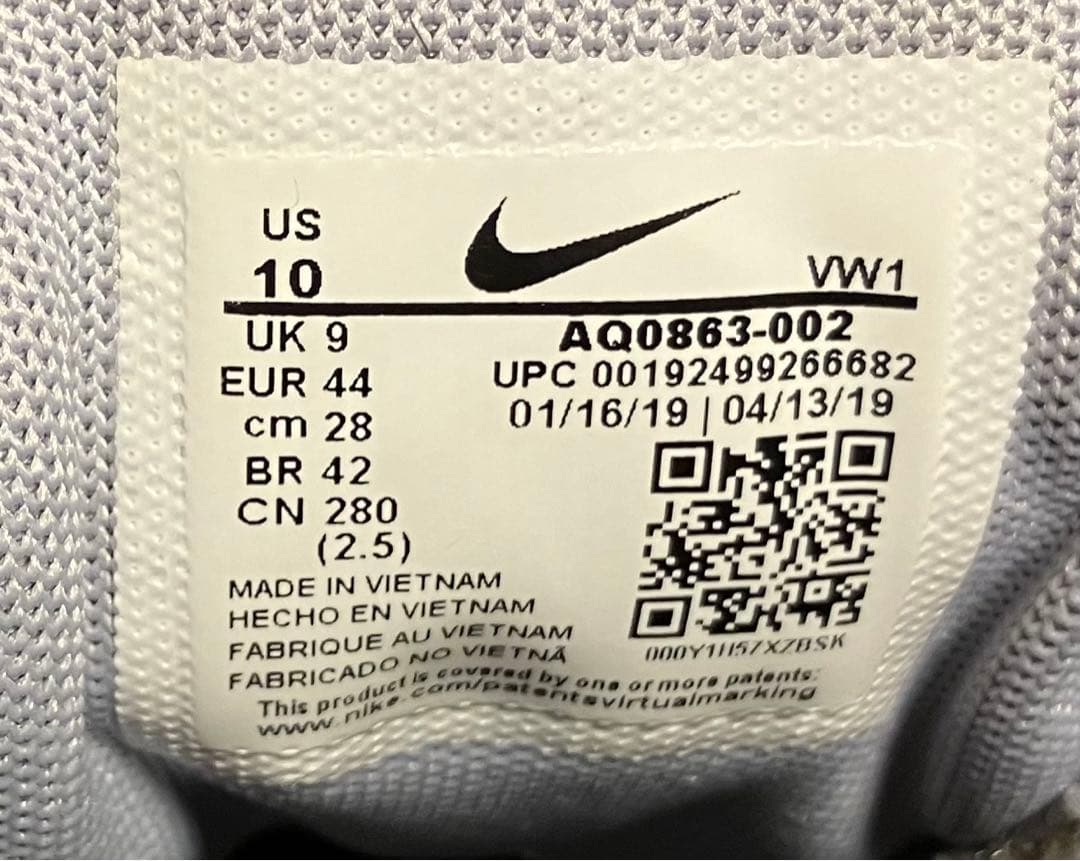 US
10
VW1
UK 9
AQ0863-002
EUR 44
UPC 00192499266682
cm 28
01/16/19 | 04/13/19
BR 42
CN 280
(2.5)
MADE IN VIETNAM
HECHO EN VIETNAM
FABRIQUE AU VIETNAM
FABRICADO NO VIETNÃ
This product is covered by one or more patents:
www.nike.com/patentsvirtualmarking